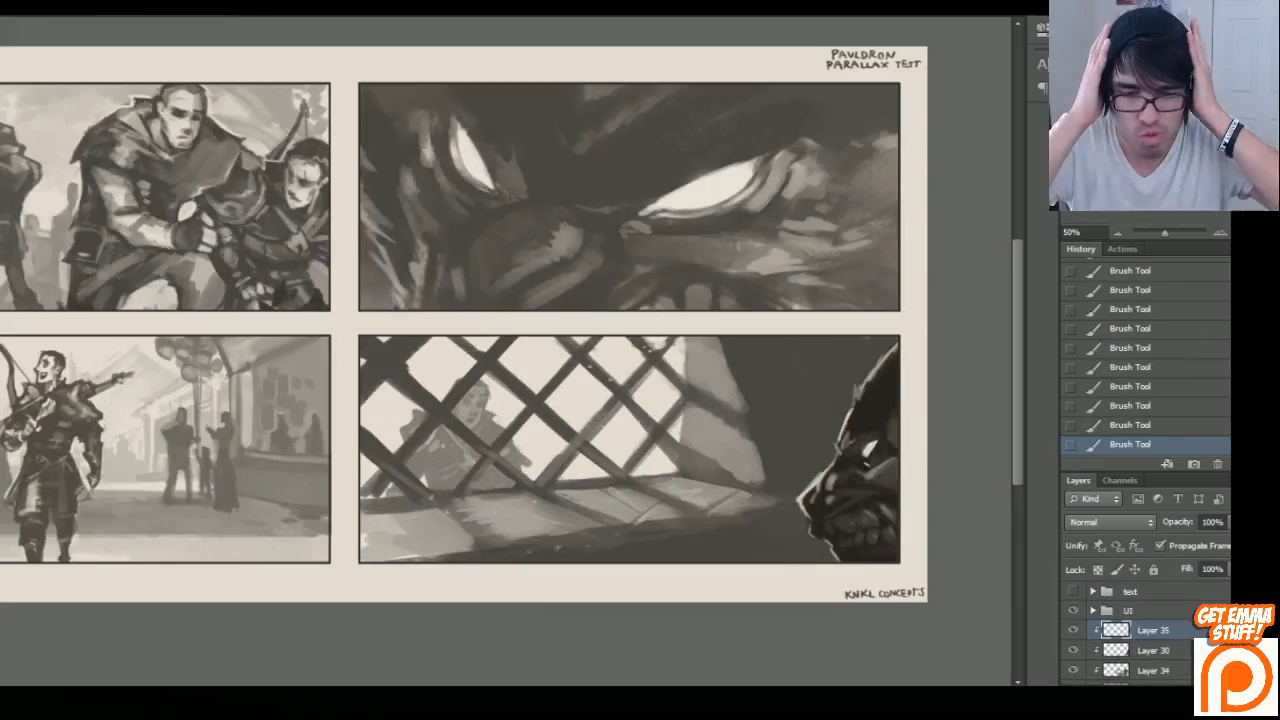 PAULDRON
PARALLAX TEST
50%
History
Actions
Brush Tool
Brush Tool
Brush Tool
Brush Tool
Brush Tool
Brush Tool
Brush Tool
Brush Tool
Brush Tool
Brush Tool
Layers
Channels
Kind
Normal
Opacity:
100%
Unify:
Propagate Frame
Lock:
Fill:
100%
text
UI
Layer 35
Layer 30
Layer 34
KNKL CONCEPTS
GET EMMA
STUFF!